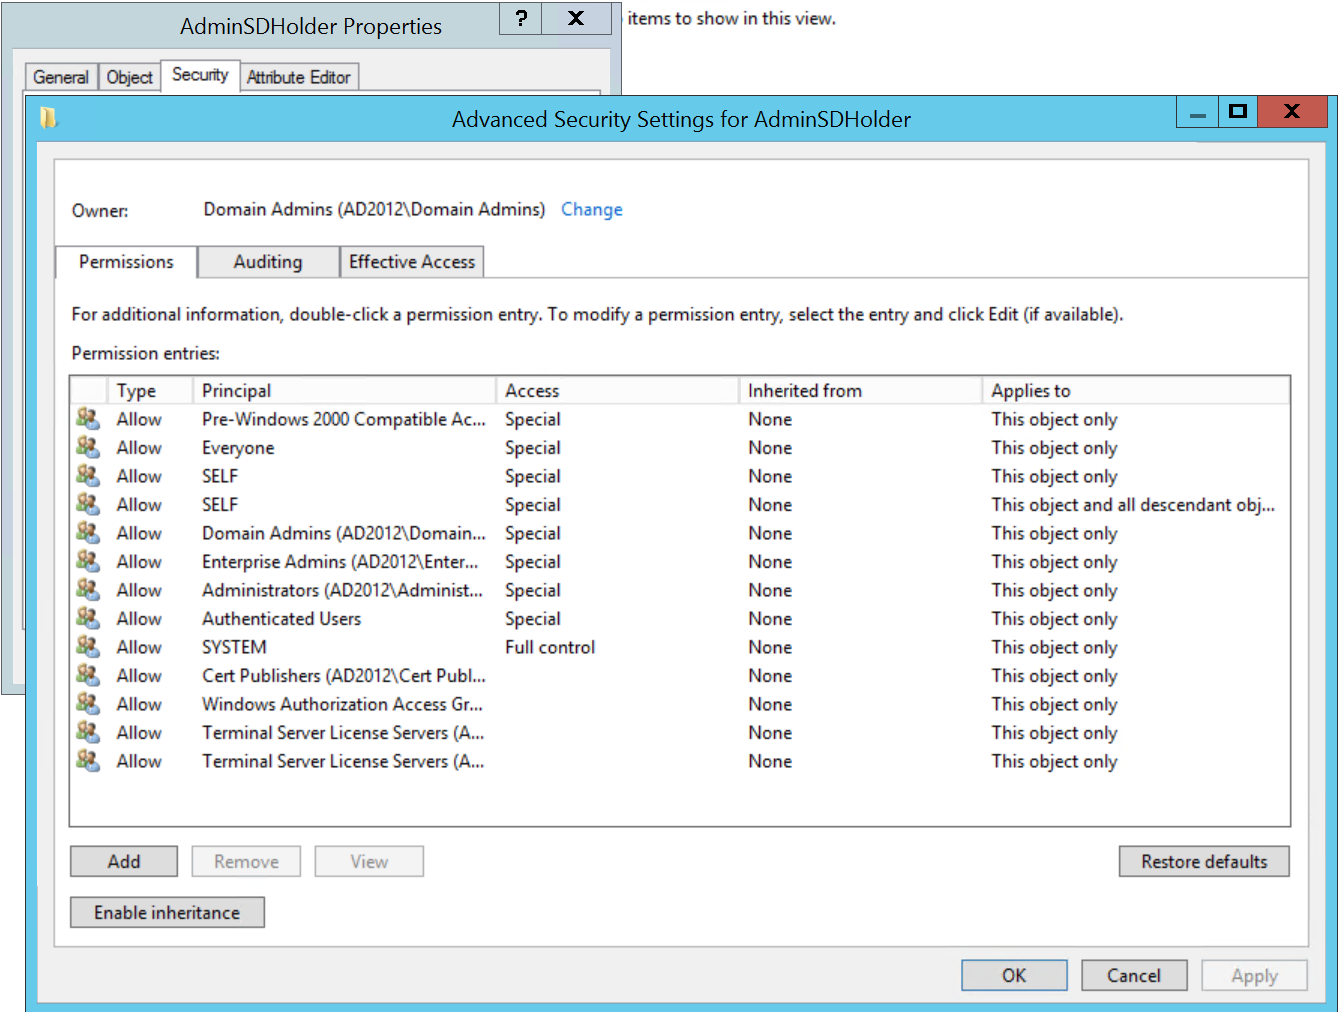 AdminSDHolder Properties ? X
items to show in this view.
General Object Security Attribute Editor
Advanced Security Settings for AdminSDHolder
Owner: Domain Admins (AD2012\Domain Admins) Change
Permissions Auditing Effective Access
For additional information, double-click a permission entry. To modify a permission entry, select the entry and click Edit (if available).
Permission entries:
Type Principal Access Inherited from Applies to
Allow Pre-Windows 2000 Compatible Ac... Special None This object only
Allow Everyone Special None This object only
Allow SELF Special None This object only
Allow SELF Special None This object and all descendant obj...
Allow Domain Admins (AD2012\Domain... Special None This object only
Allow Enterprise Admins (AD2012\Enter... Special None This object only
Allow Administrators (AD2012\Administ... Special None This object only
Allow Authenticated Users Special None This object only
Allow SYSTEM Full control None This object only
Allow Cert Publishers (AD2012\Cert Publ... None This object only
Allow Windows Authorization Access Gr... None This object only
Allow Terminal Server License Servers (A... None This object only
Allow Terminal Server License Servers (A... None This object only
Add Remove View Restore defaults
Enable inheritance
OK Cancel Apply